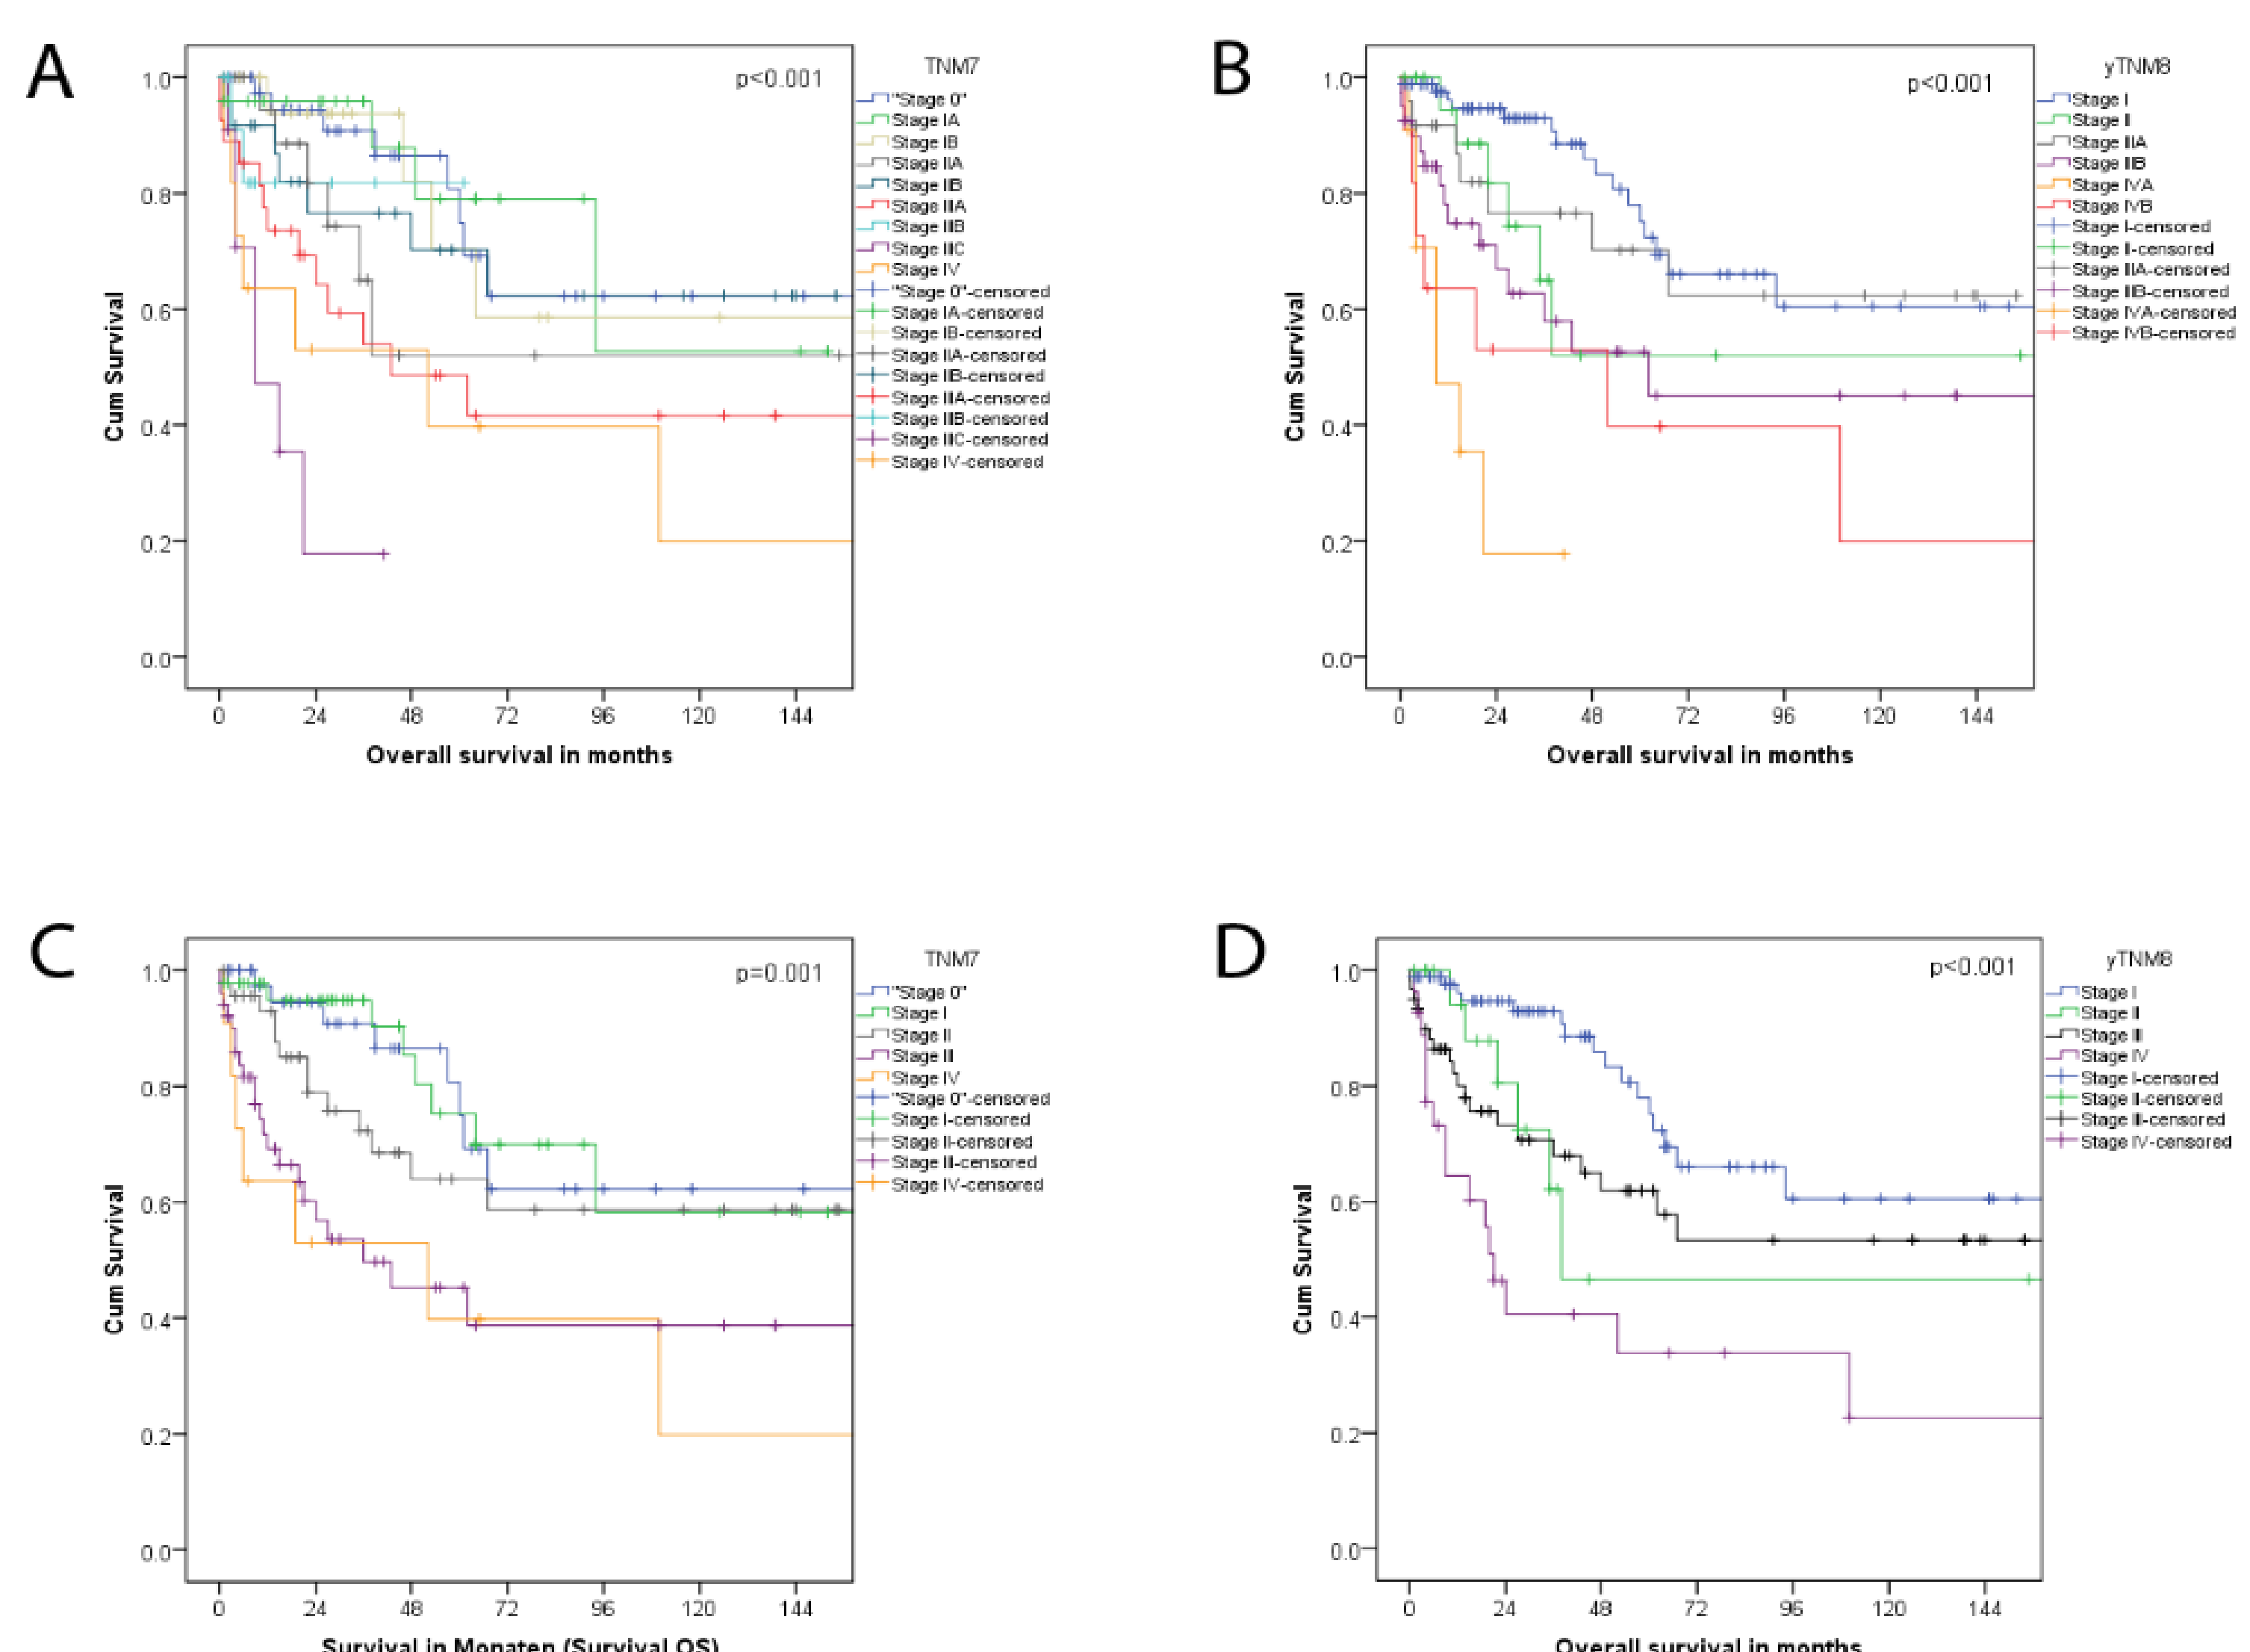 A
TNM7
p<0.001
"Stage 0"
Stage IA
Stage IB
Stage IIA
Stage IIB
Stage IIIA
Stage IIIB
Stage IIIC
Stage IV
"Stage 0"-censored
Stage IA-censored
Stage IB-censored
Stage IIA-censored
Stage IIB-censored
Stage IIIA-censored
Stage IIIB-censored
Stage IIIC-censored
Stage IV-censored
Cum Survival
1.0
0.8
0.6
0.4
0.2
0.0
0 24 48 72 96 120 144
Overall survival in months
B
yTNM8
p<0.001
Stage I
Stage II
Stage IIIA
Stage IIIB
Stage IVA
Stage IVB
Stage I-censored
Stage II-censored
Stage IIIA-censored
Stage IIIB-censored
Stage IVA-censored
Stage IVB-censored
Cum Survival
1.0
0.8
0.6
0.4
0.2
0.0
0 24 48 72 96 120 144
Overall survival in months
C
TNM7
p=0.001
"Stage 0"
Stage I
Stage II
Stage III
Stage IV
"Stage 0"-censored
Stage I-censored
Stage II-censored
Stage III-censored
Stage IV-censored
Cum Survival
1.0
0.8
0.6
0.4
0.2
0.0
0 24 48 72 96 120 144
Survival in Monaten (Survival OS)
D
yTNM8
p<0.001
Stage I
Stage II
Stage III
Stage IV
Stage I-censored
Stage II-censored
Stage III-censored
Stage IV-censored
Cum Survival
1.0
0.8
0.6
0.4
0.2
0.0
0 24 48 72 96 120 144
Overall survival in months